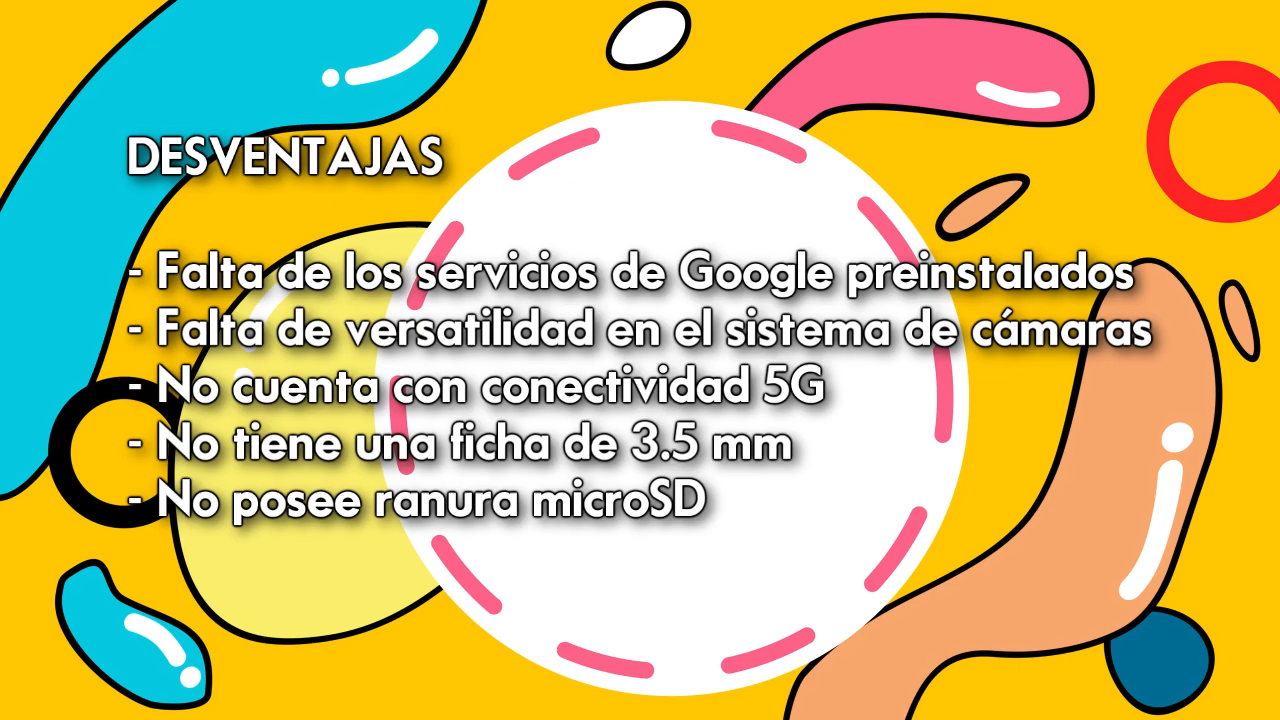 DESVENTAJAS
- Falta de los servicios de Google preinstalados
- Falta de versatilidad en el sistema de cámaras
- No cuenta con conectividad 5G
- No tiene una ficha de 3.5 mm
- No posee ranura microSD